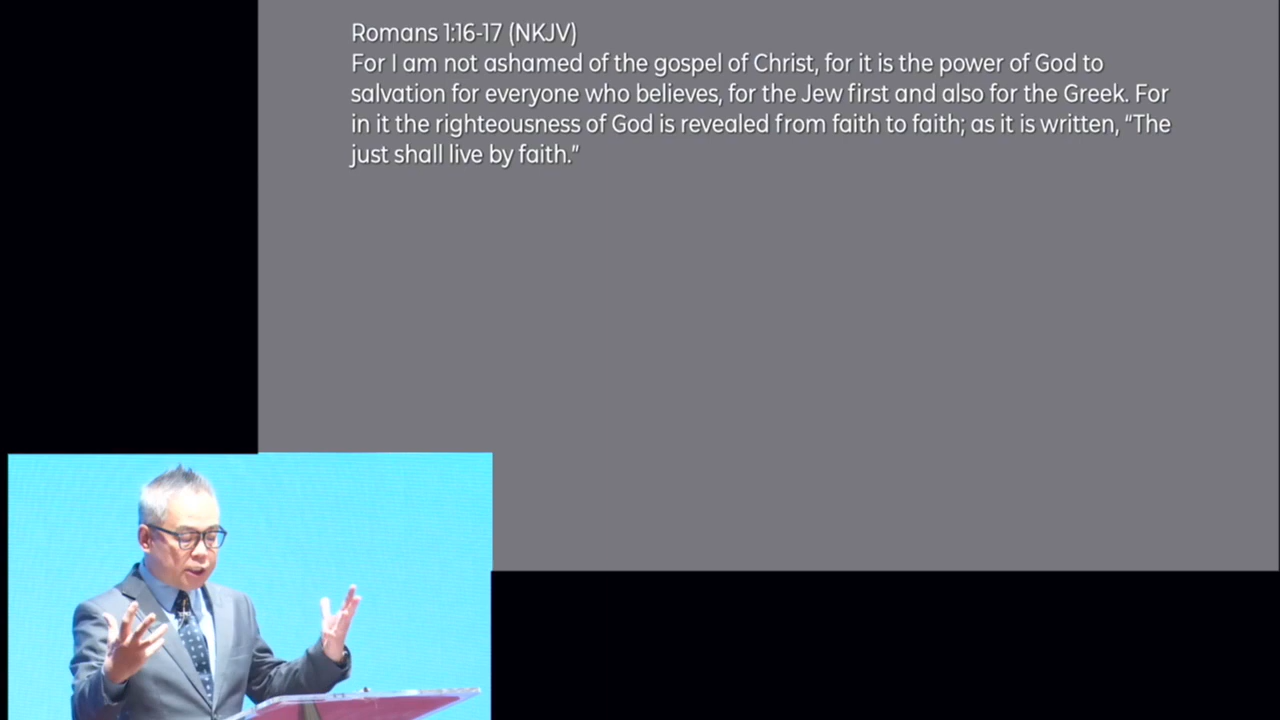 Romans 1:16-17 (NKJV)
For I am not ashamed of the gospel of Christ, for it is the power of God to
salvation for everyone who believes, for the Jew first and also for the Greek. For
in it the righteousness of God is revealed from faith to faith; as it is written, “The
just shall live by faith.”